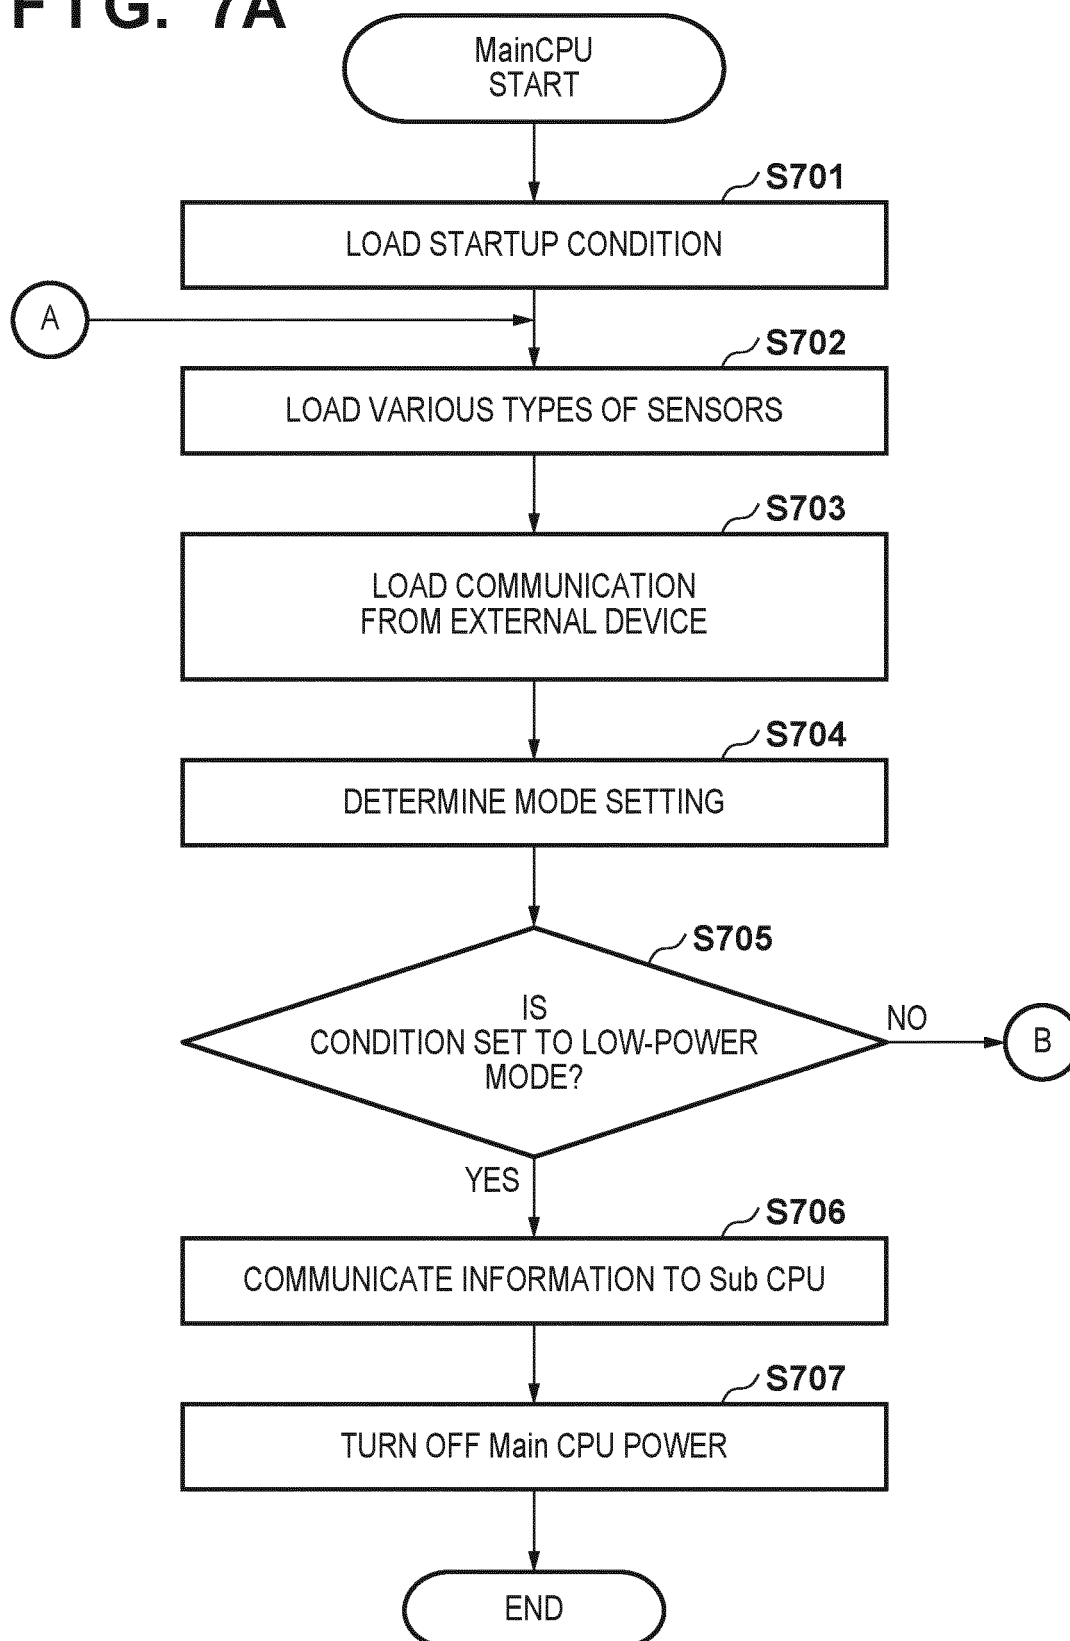 FIG. 7A
MainCPU
START
S701
LOAD STARTUP CONDITION
A
S702
LOAD VARIOUS TYPES OF SENSORS
S703
LOAD COMMUNICATION
FROM EXTERNAL DEVICE
S704
DETERMINE MODE SETTING
S705
IS
CONDITION SET TO LOW-POWER
MODE?
NO
B
YES
S706
COMMUNICATE INFORMATION TO Sub CPU
S707
TURN OFF Main CPU POWER
END